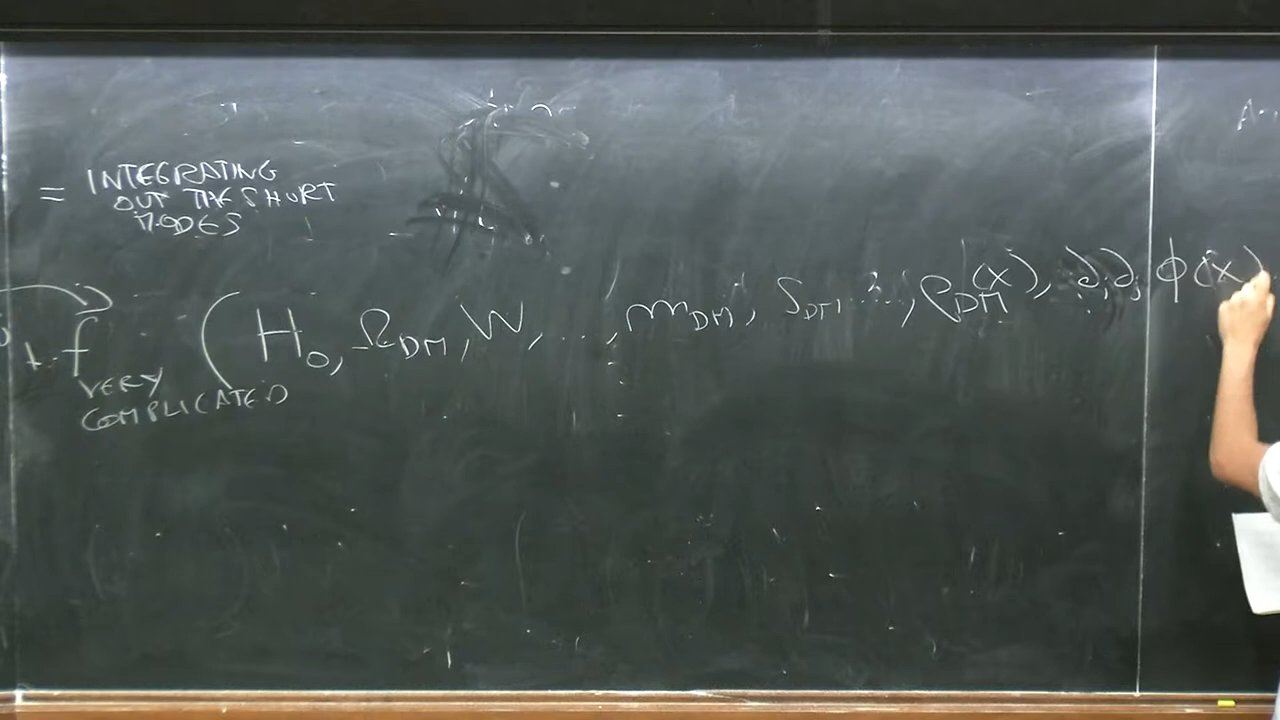 = INTEGRATING
OUT THE SHORT
MODES
f (H₀, Ω_DM, W, ..., m_DM, S_DM ..., ρ_DM(x), ∂ᵢ∂ⱼ ϕ(x)
VERY
COMPLICATED